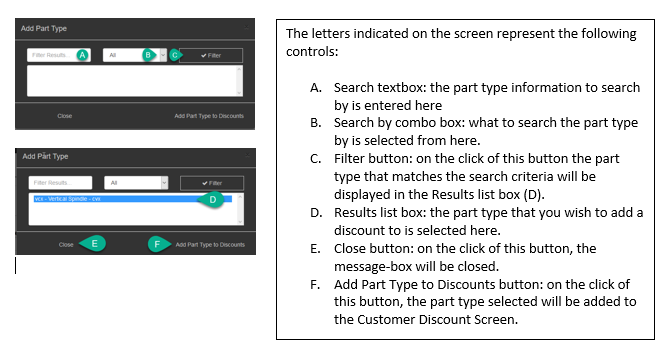 Add Part Type
Filter Results... A All B C ✓ Filter
Close Add Part Type to Discounts
Add Part Type
Filter Results... All ✓ Filter
vcx - Vertical Spindle - cvx D
Close E F Add Part Type to Discounts
The letters indicated on the screen represent the following
controls:
A. Search textbox: the part type information to search
by is entered here
B. Search by combo box: what to search the part type
by is selected from here.
C. Filter button: on the click of this button the part
type that matches the search criteria will be
displayed in the Results list box (D).
D. Results list box: the part type that you wish to add a
discount to is selected here.
E. Close button: on the click of this button, the
message-box will be closed.
F. Add Part Type to Discounts button: on the click of
this button, the part type selected will be added to
the Customer Discount Screen.